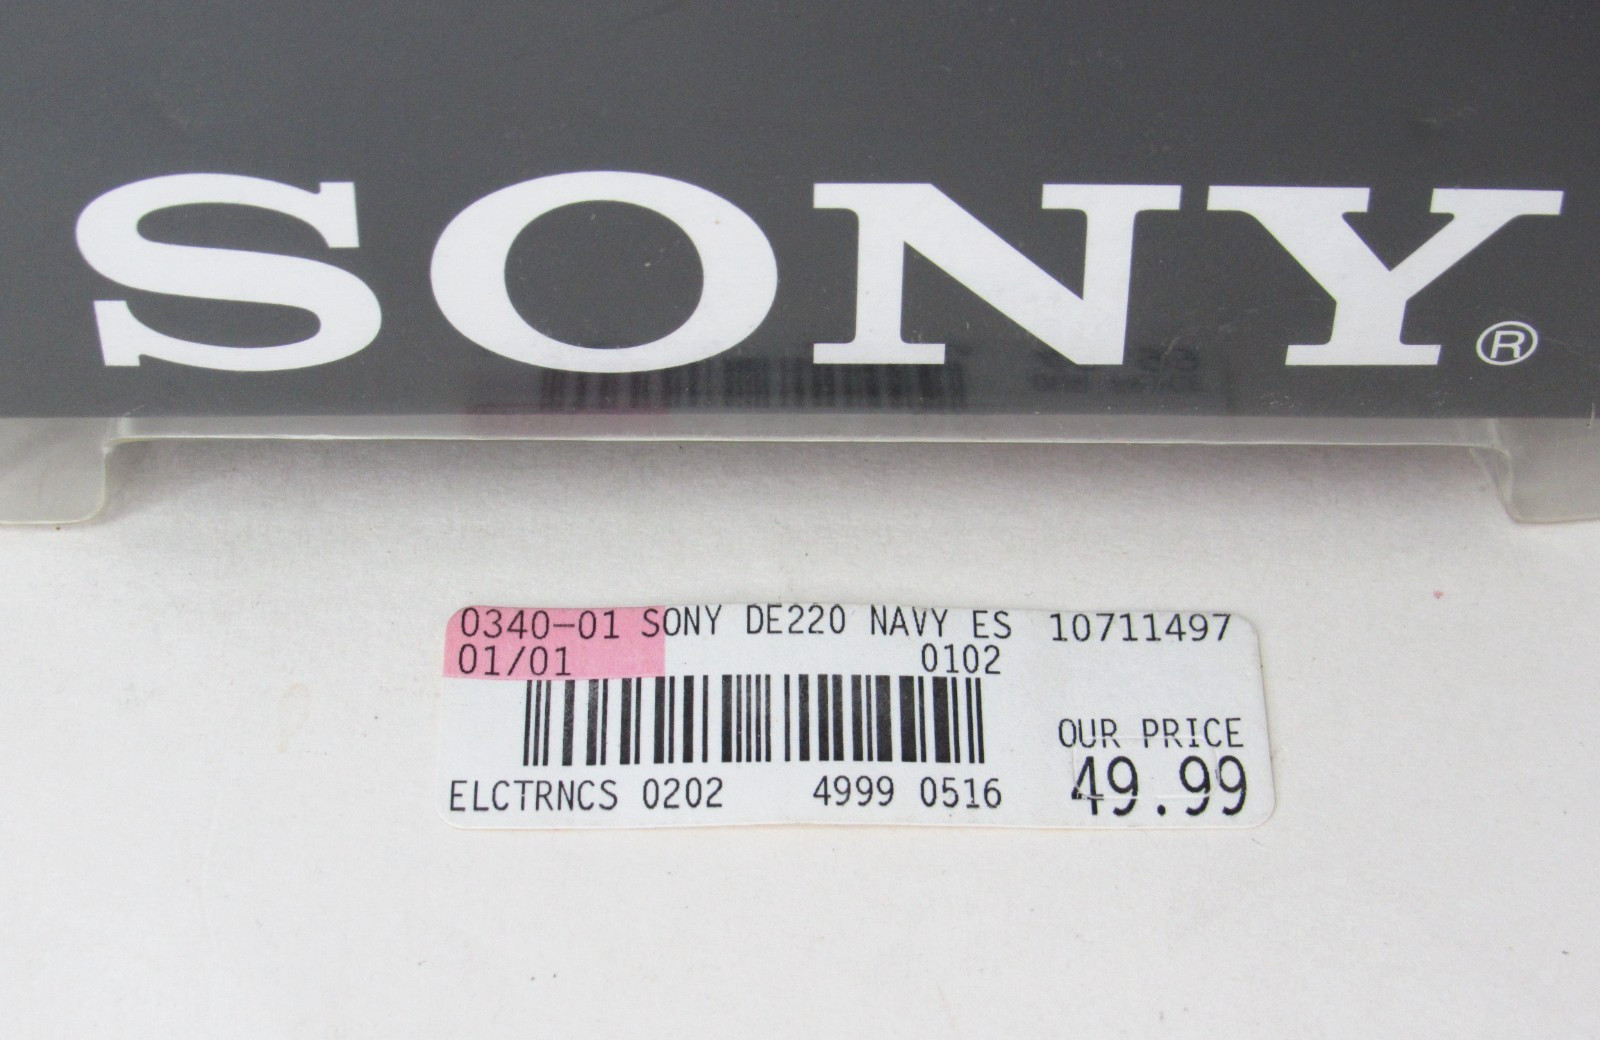 SONY®
0340-01 SONY DE220 NAVY ES 10711497
01/01 0102
OUR PRICE
ELCTRNCS 0202 4999 0516 49.99